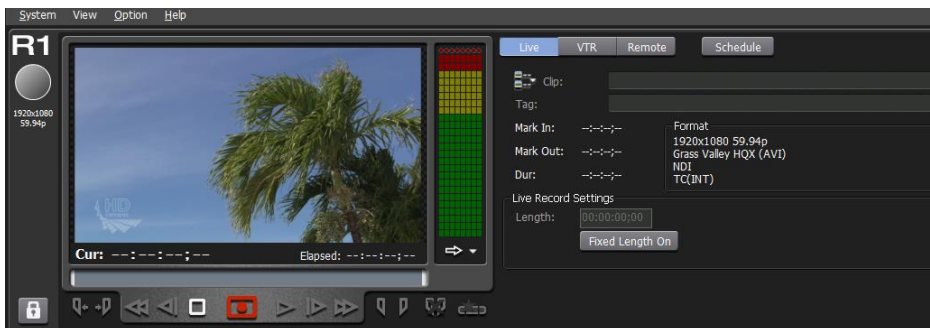 System View Option Help
R1
1920x1080
59.94p
HD
Cur: --:--:--;--
Elapsed: --:--:--;--
Live VTR Remote Schedule
Clip:
Tag:
Mark In: --:--:--;--
Mark Out: --:--:--;--
Dur: --:--:--;--
Format
1920x1080 59.94p
Grass Valley HQX (AVI)
NDI
TC(INT)
Live Record Settings
Length: 00:00:00;00
Fixed Length On